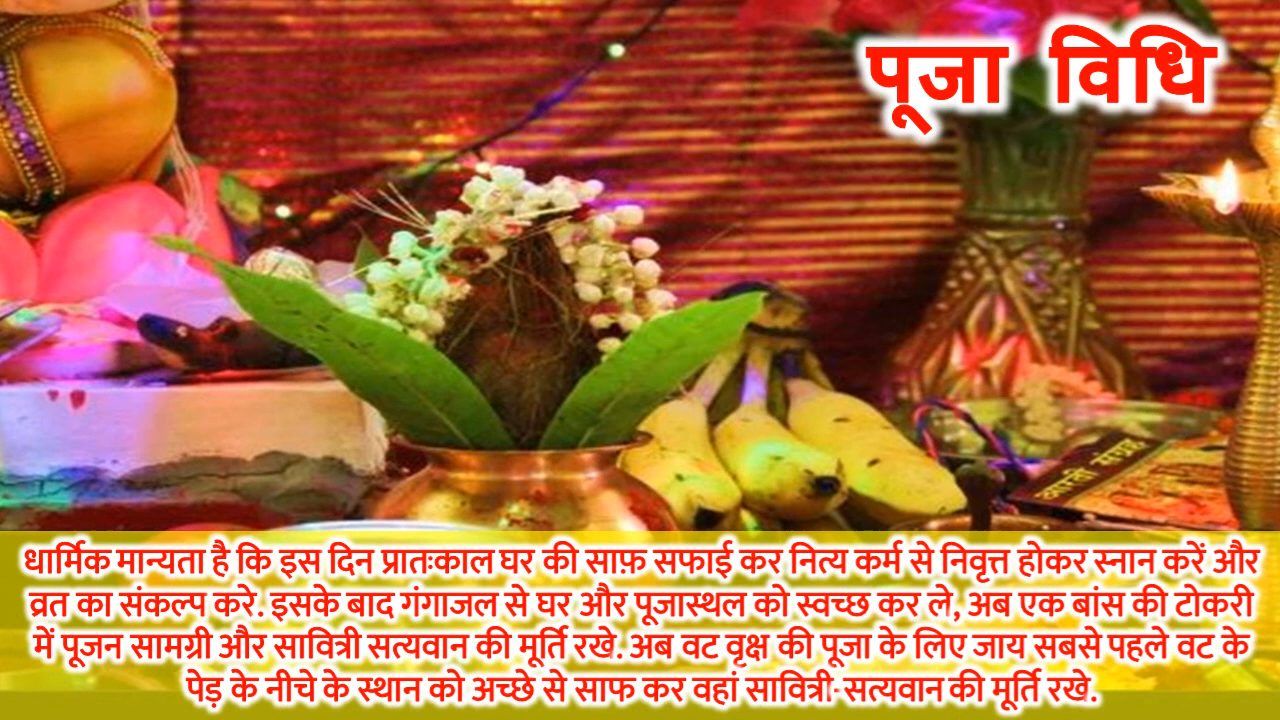 पूजा विधि
आरती संग्रह
धार्मिक मान्यता है कि इस दिन प्रातःकाल घर की साफ़ सफाई कर नित्य कर्म से निवृत्त होकर स्नान करें और
व्रत का संकल्प करे. इसके बाद गंगाजल से घर और पूजास्थल को स्वच्छ कर ले, अब एक बांस की टोकरी
में पूजन सामग्री और सावित्री सत्यवान की मूर्ति रखे. अब वट वृक्ष की पूजा के लिए जाय सबसे पहले वट के
पेड़ के नीचे के स्थान को अच्छे से साफ कर वहां सावित्री-सत्यवान की मूर्ति रखे.